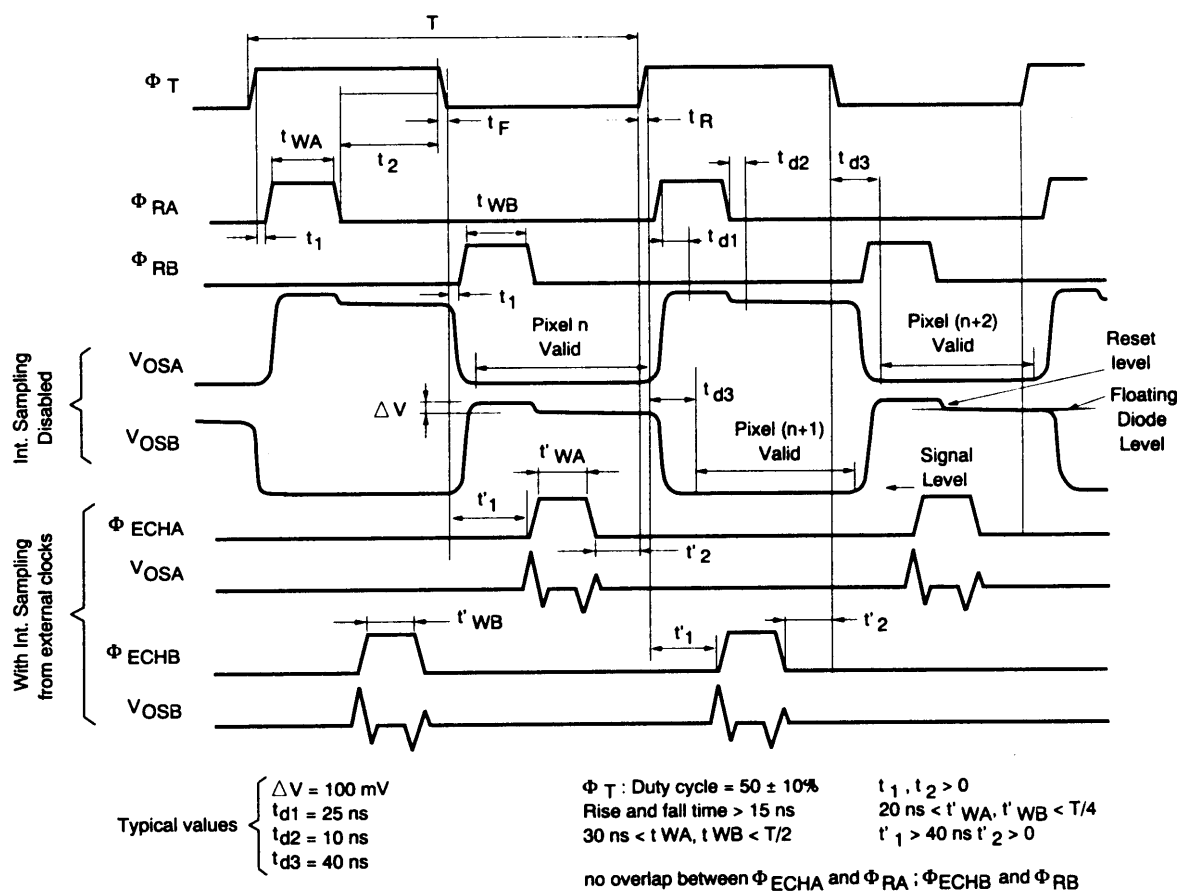 T
Φ T
t F
t R
t WA
t 2
t d2
t d3
Φ RA
t WB
t 1
t d1
Φ RB
t 1
Pixel n
Valid
Pixel (n+2)
Valid
Reset
level
Int. Sampling
Disabled
V OSA
t d3
Floating
Diode
Level
ΔV
V OSB
Pixel (n+1)
Valid
t' WA
Signal
Level
With Int. Sampling
from external clocks
t' 1
Φ ECHA
t' 2
V OSA
t' WB
t' 1
t' 2
Φ ECHB
V OSB
Typical values
ΔV = 100 mV
t d1 = 25 ns
t d2 = 10 ns
t d3 = 40 ns
Φ T : Duty cycle = 50 ± 10%
Rise and fall time > 15 ns
30 ns < t WA, t WB < T/2
t 1 , t 2 > 0
20 ns < t' WA, t' WB < T/4
t' 1 > 40 ns t' 2 > 0
no overlap between Φ ECHA and Φ RA ; Φ ECHB and Φ RB